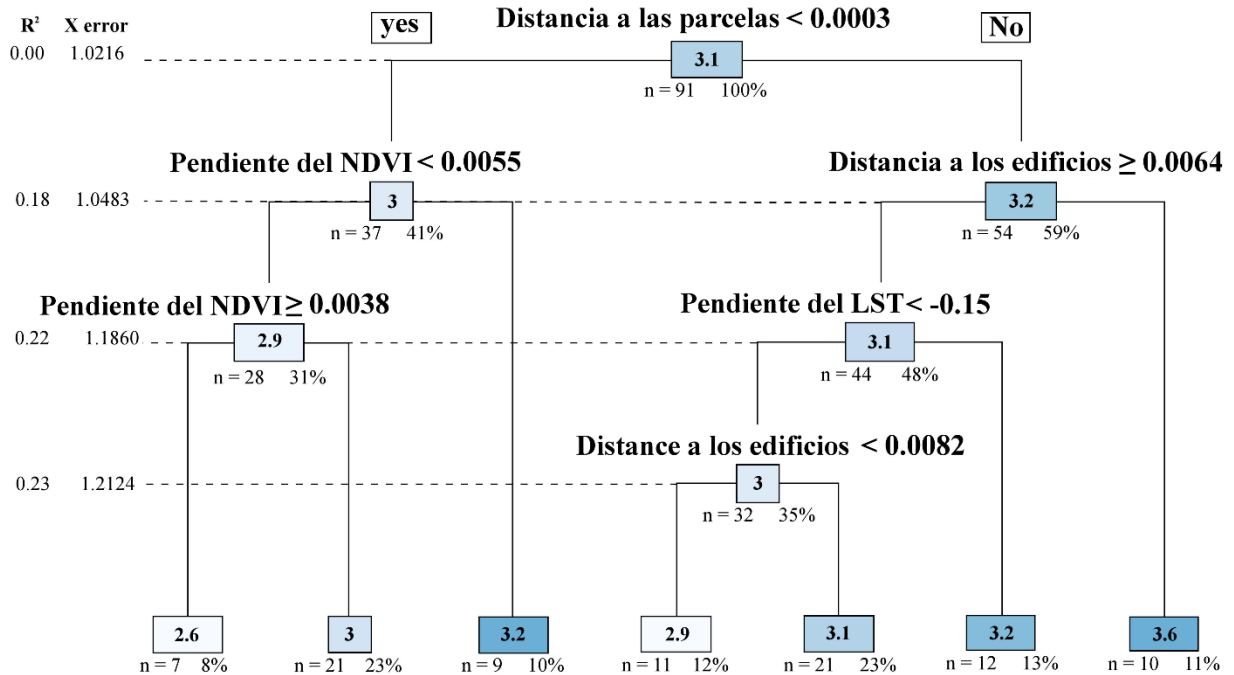 R² X error
yes
Distancia a las parcelas < 0.0003
No
0.00 1.0216
3.1
n = 91 100%
Pendiente del NDVI < 0.0055
Distancia a los edificios ≥ 0.0064
0.18 1.0483
3
3.2
n = 37 41%
n = 54 59%
Pendiente del NDVI ≥ 0.0038
Pendiente del LST < -0.15
0.22 1.1860
2.9
3.1
n = 28 31%
n = 44 48%
Distance a los edificios < 0.0082
0.23 1.2124
3
n = 32 35%
2.6
3
3.2
2.9
3.1
3.2
3.6
n = 7 8%
n = 21 23%
n = 9 10%
n = 11 12%
n = 21 23%
n = 12 13%
n = 10 11%